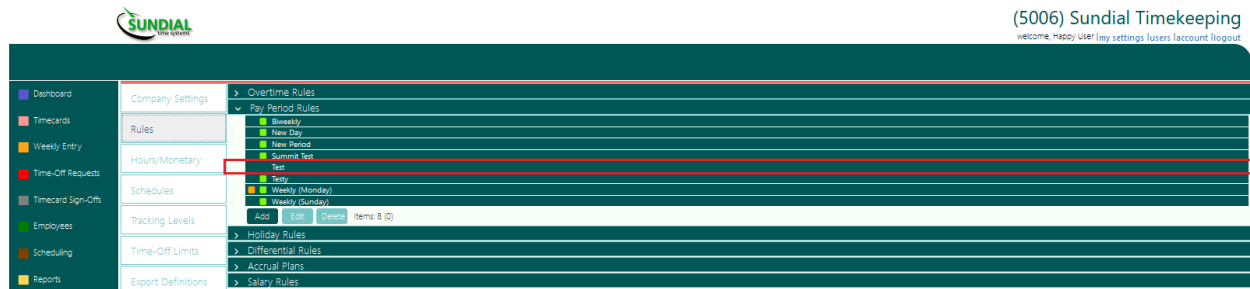 SUNDIAL
time systems
(5006) Sundial Timekeeping
welcome, Happy User |my settings |users |account |logout
Dashboard
Timecards
Weekly Entry
Time-Off Requests
Timecard Sign-Offs
Employees
Scheduling
Reports
Company Settings
Rules
Hours/Monetary
Schedules
Tracking Levels
Time-Off Limits
Export Definitions
Overtime Rules
Pay Period Rules
Biweekly
New Day
New Period
Summit Test
Test
Testy
Weekly (Monday)
Weekly (Sunday)
Add Edit Delete Items: 8 (0)
Holiday Rules
Differential Rules
Accrual Plans
Salary Rules